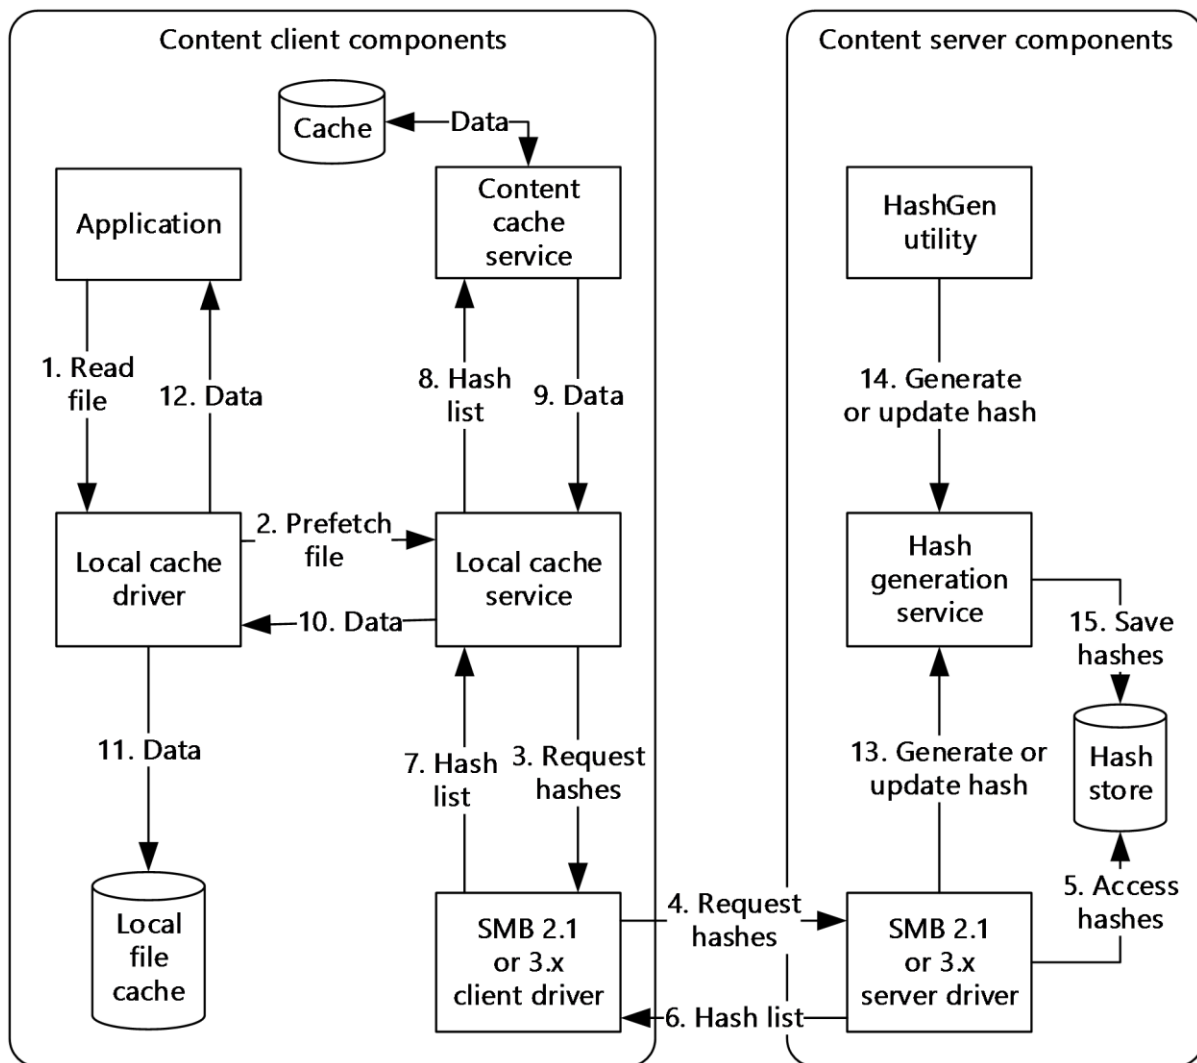 Content client components
Content server components
Cache
Data
Application
Content
cache
service
HashGen
utility
1. Read
file
12. Data
8. Hash
list
9. Data
14. Generate
or update hash
2. Prefetch
file
Local cache
driver
Local cache
service
Hash
generation
service
10. Data
15. Save
hashes
11. Data
7. Hash
list
3. Request
hashes
13. Generate or
update hash
Hash
store
Local
file
cache
SMB 2.1
or 3.x
client driver
4. Request
hashes
SMB 2.1
or 3.x
server driver
5. Access
hashes
6. Hash list